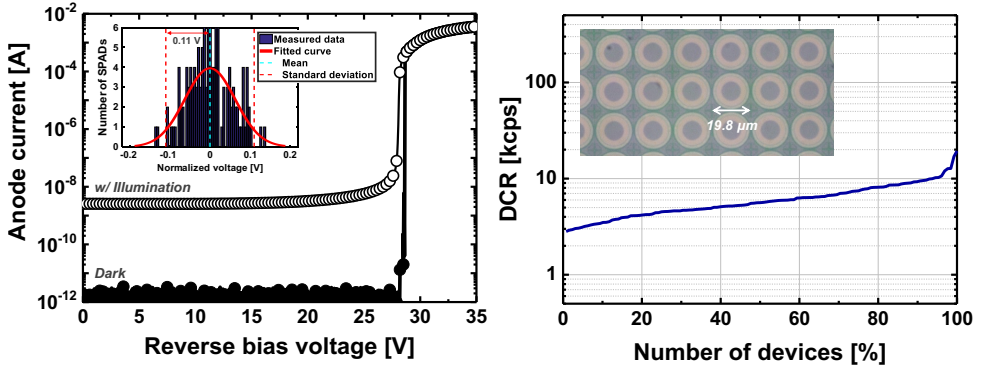 Anode current [A]
10⁻²
10⁻⁴
10⁻⁶
10⁻⁸
10⁻¹⁰
10⁻¹²
0 5 10 15 20 25 30 35
Reverse bias voltage [V]
w/ Illumination
Dark
Number of SPADs
6
5
4
3
2
1
0
-0.2 -0.1 0 0.1 0.2
Normalized voltage [V]
0.11 V
Measured data
Fitted curve
Mean
Standard deviation
DCR [kcps]
100
10
1
0 20 40 60 80 100
Number of devices [%]
19.8 µm